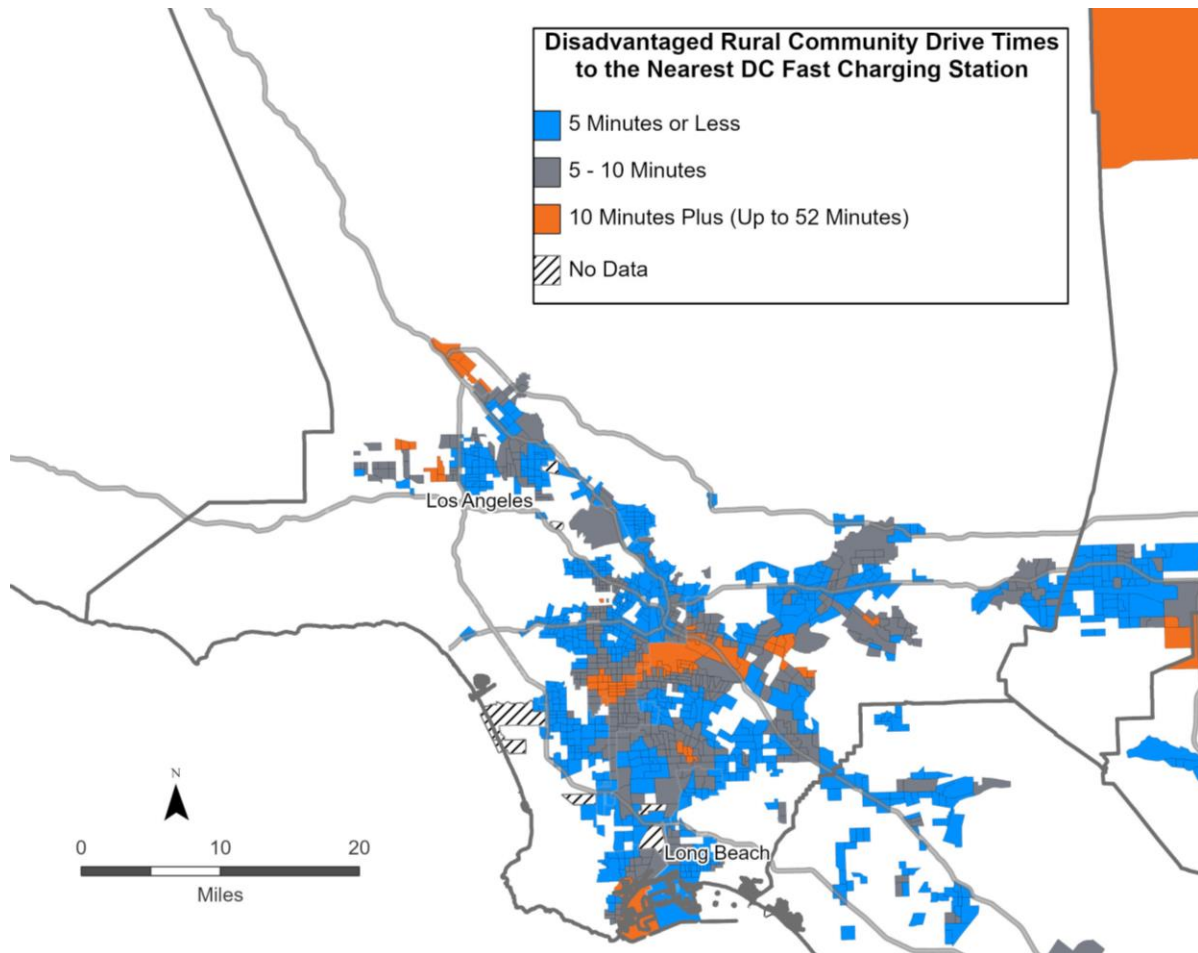 Disadvantaged Rural Community Drive Times
to the Nearest DC Fast Charging Station
5 Minutes or Less
5 - 10 Minutes
10 Minutes Plus (Up to 52 Minutes)
No Data
Los Angeles
N
0 10 20
Miles
Long Beach